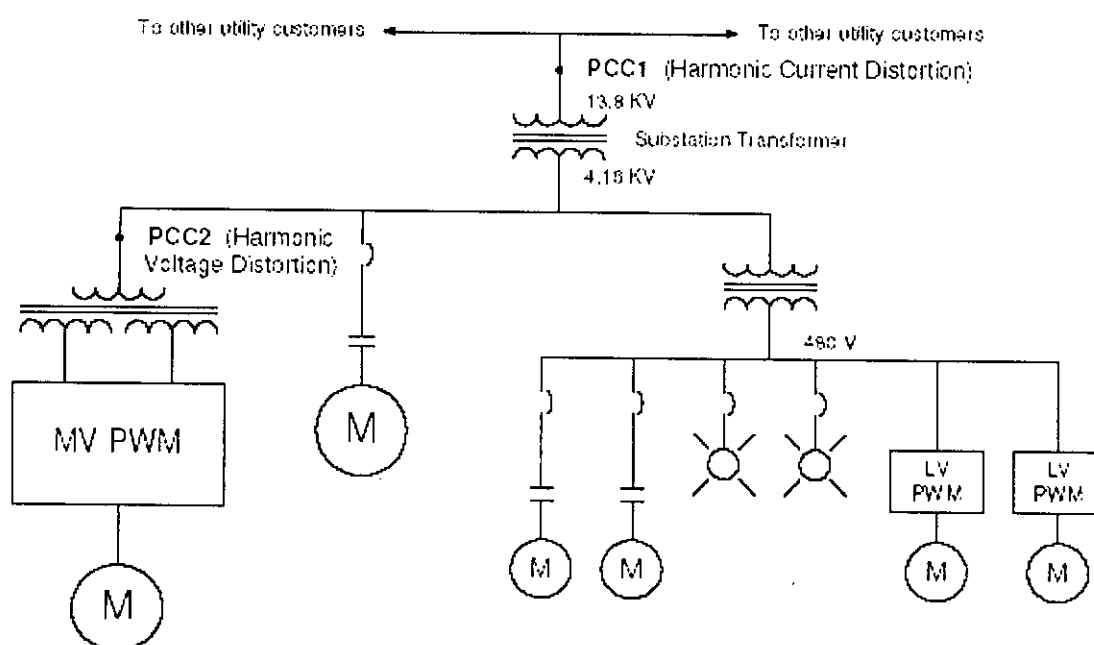 To other utility customers
To other utility customers
PCC1 (Harmonic Current Distortion)
13.8 KV
Substation Transformer
4.16 KV
PCC2 (Harmonic
Voltage Distortion)
480 V
MV PWM
M
LV
PWM
LV
PWM
M
M
M
M
M